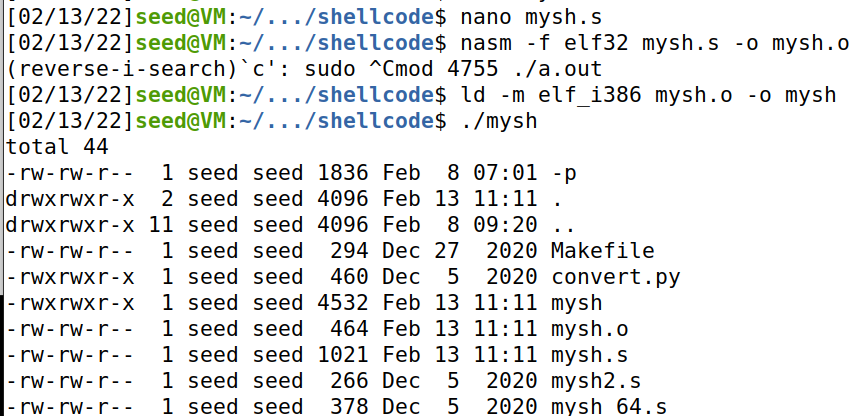 [02/13/22]seed@VM:~/.../shellcode$ nano mysh.s
[02/13/22]seed@VM:~/.../shellcode$ nasm -f elf32 mysh.s -o mysh.o
(reverse-i-search)`c': sudo ^Cmod 4755 ./a.out
[02/13/22]seed@VM:~/.../shellcode$ ld -m elf_i386 mysh.o -o mysh
[02/13/22]seed@VM:~/.../shellcode$ ./mysh
total 44
-rw-rw-r--  1 seed seed 1836 Feb  8 07:01 -p
drwxrwxr-x  2 seed seed 4096 Feb 13 11:11 .
drwxrwxr-x 11 seed seed 4096 Feb  8 09:20 ..
-rw-rw-r--  1 seed seed  294 Dec 27  2020 Makefile
-rwxrwxr-x  1 seed seed  460 Dec  5  2020 convert.py
-rwxrwxr-x  1 seed seed 4532 Feb 13 11:11 mysh
-rw-rw-r--  1 seed seed  464 Feb 13 11:11 mysh.o
-rw-rw-r--  1 seed seed 1021 Feb 13 11:11 mysh.s
-rw-rw-r--  1 seed seed  266 Dec  5  2020 mysh2.s
-rw-rw-r--  1 seed seed  378 Dec  5  2020 mysh_64.s